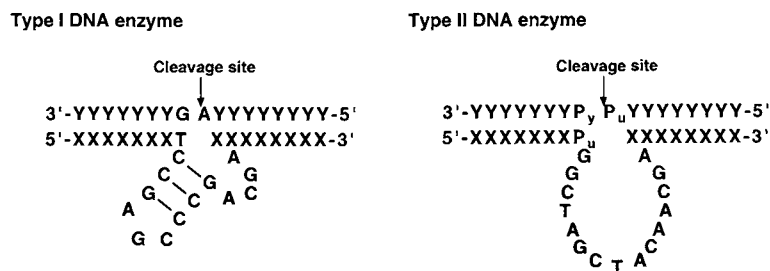 Type I DNA enzyme
Cleavage site
3'-YYYYYYYG AYYYYYYYY-5'
5'-XXXXXXXT XXXXXXXX-3'
C C G A G C C C G A C G A
Type II DNA enzyme
Cleavage site
3'-YYYYYYYPy PuYYYYYYYY-5'
5'-XXXXXXXPu XXXXXXXX-3'
G G C T A G C T A C A A C G A